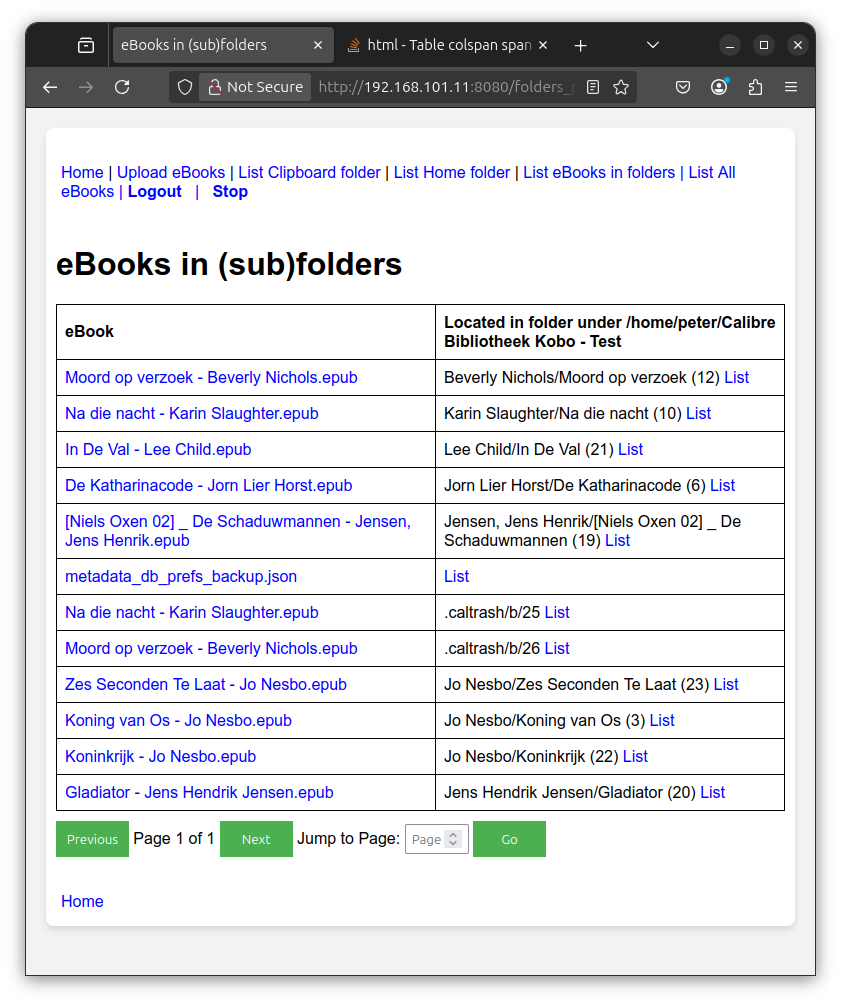 eBooks in (sub)folders
html - Table colspan span
Not Secure http://192.168.101.11:8080/folders_
Home | Upload eBooks | List Clipboard folder | List Home folder | List eBooks in folders | List All
eBooks | Logout | Stop
eBooks in (sub)folders
eBook
Located in folder under /home/peter/Calibre
Bibliotheek Kobo - Test
Moord op verzoek - Beverly Nichols.epub
Beverly Nichols/Moord op verzoek (12) List
Na die nacht - Karin Slaughter.epub
Karin Slaughter/Na die nacht (10) List
In De Val - Lee Child.epub
Lee Child/In De Val (21) List
De Katharinacode - Jorn Lier Horst.epub
Jorn Lier Horst/De Katharinacode (6) List
[Niels Oxen 02] _ De Schaduwmannen - Jensen,
Jens Henrik.epub
Jensen, Jens Henrik/[Niels Oxen 02] _ De
Schaduwmannen (19) List
metadata_db_prefs_backup.json
List
Na die nacht - Karin Slaughter.epub
.caltrash/b/25 List
Moord op verzoek - Beverly Nichols.epub
.caltrash/b/26 List
Zes Seconden Te Laat - Jo Nesbo.epub
Jo Nesbo/Zes Seconden Te Laat (23) List
Koning van Os - Jo Nesbo.epub
Jo Nesbo/Koning van Os (3) List
Koninkrijk - Jo Nesbo.epub
Jo Nesbo/Koninkrijk (22) List
Gladiator - Jens Hendrik Jensen.epub
Jens Hendrik Jensen/Gladiator (20) List
Previous Page 1 of 1 Next Jump to Page: Page Go
Home